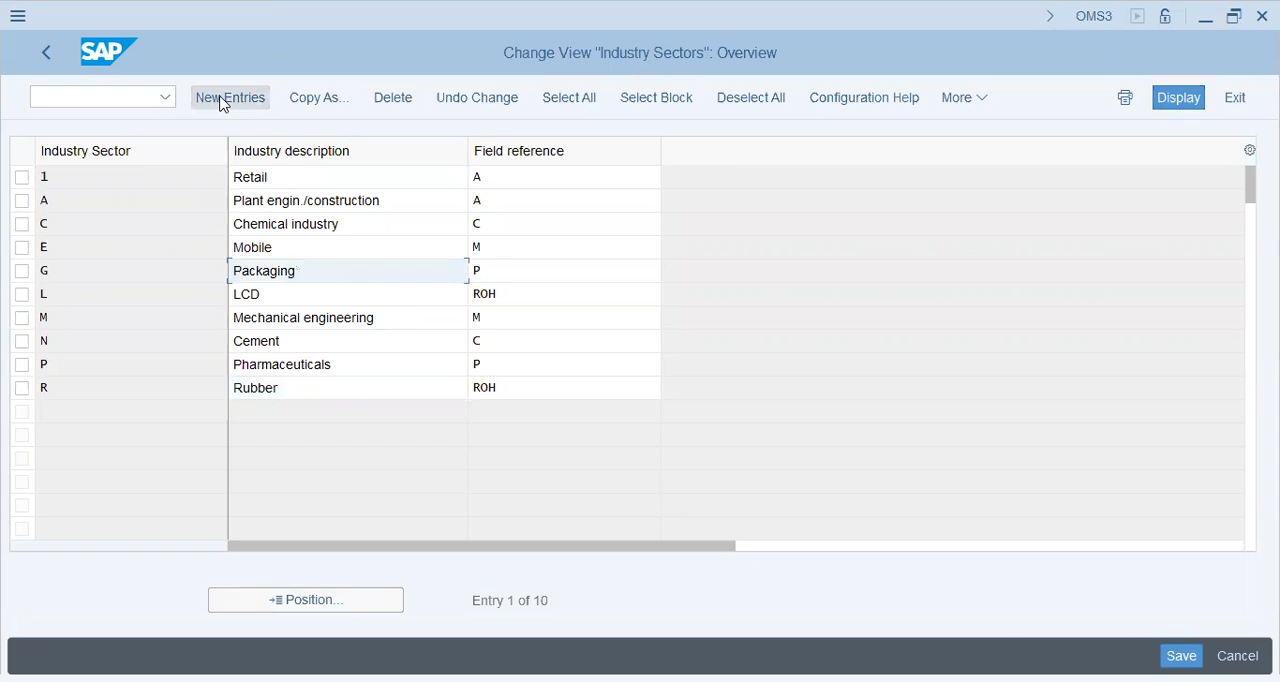 OMS3
SAP Change View "Industry Sectors": Overview
New Entries Copy As... Delete Undo Change Select All Select Block Deselect All Configuration Help More Display Exit
Industry Sector Industry description Field reference
1 Retail A
A Plant engin./construction A
C Chemical industry C
E Mobile M
G Packaging P
L LCD ROH
M Mechanical engineering M
N Cement C
P Pharmaceuticals P
R Rubber ROH
Position... Entry 1 of 10
Save Cancel